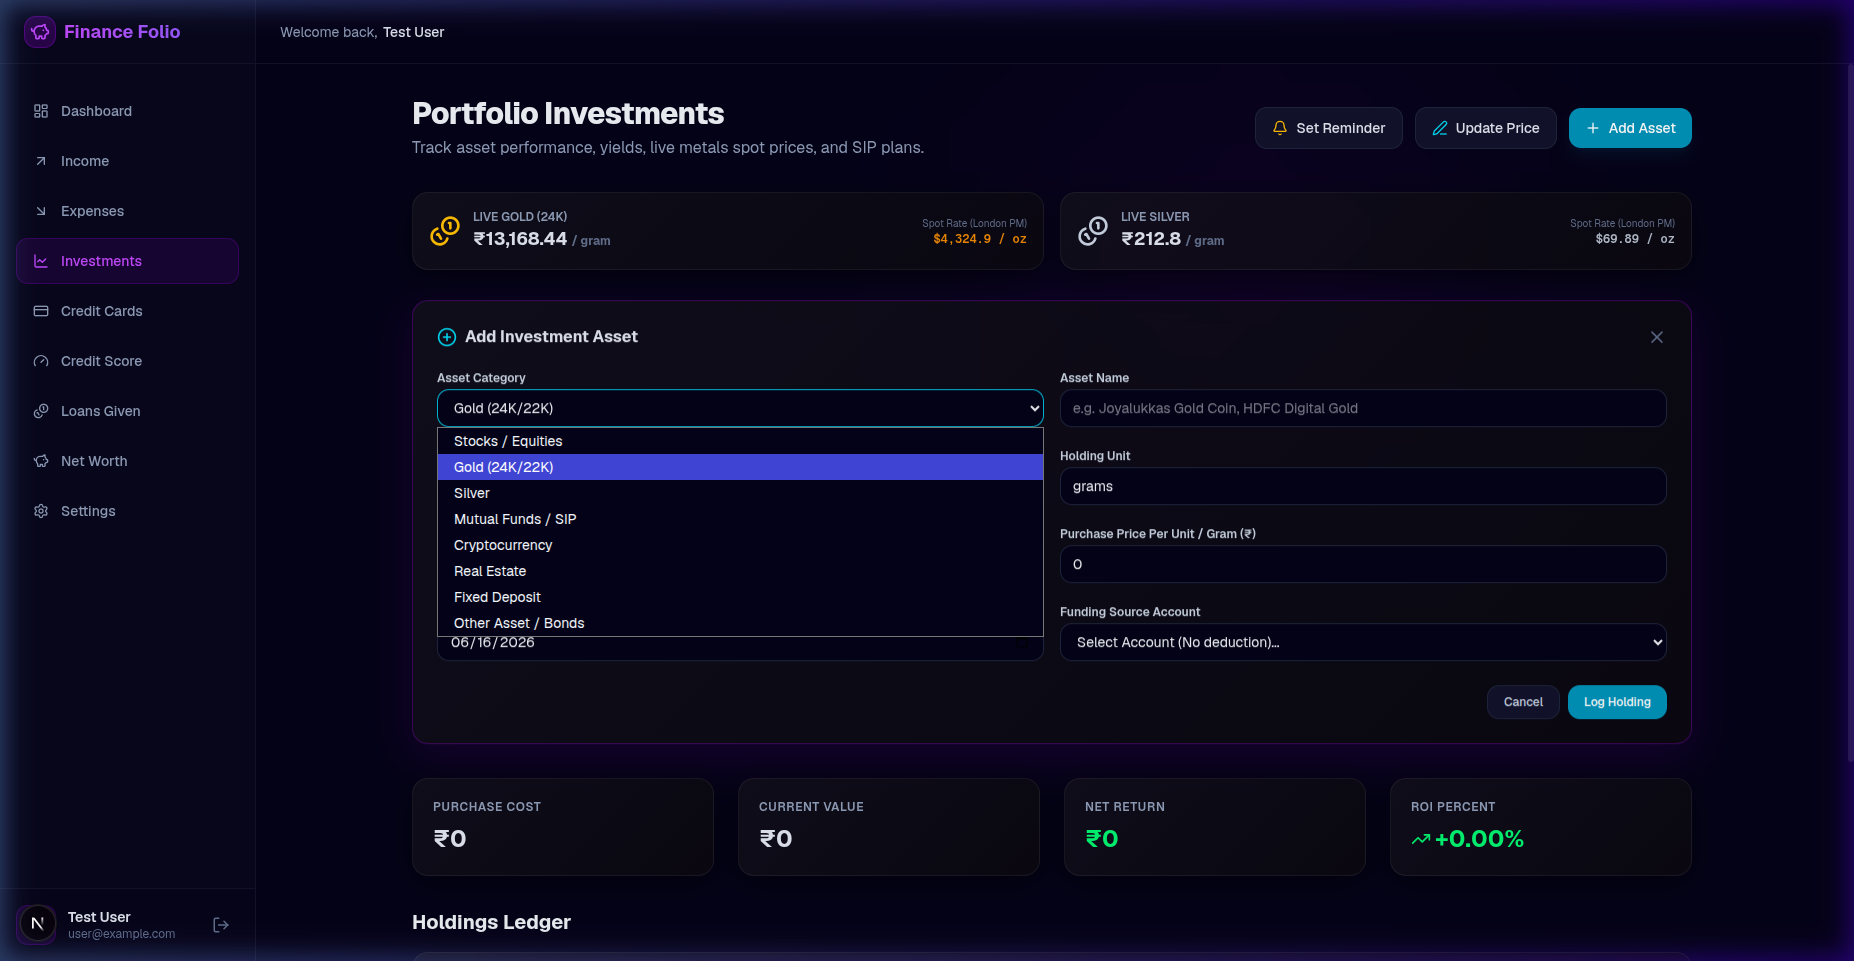 Finance Folio
Welcome back, Test User
Dashboard
Income
Expenses
Investments
Credit Cards
Credit Score
Loans Given
Net Worth
Settings
Portfolio Investments
Track asset performance, yields, live metals spot prices, and SIP plans.
Set Reminder
Update Price
Add Asset
LIVE GOLD (24K)
₹13,168.44 / gram
Spot Rate (London PM)
$4,324.9 / oz
LIVE SILVER
₹212.8 / gram
Spot Rate (London PM)
$69.89 / oz
Add Investment Asset
Asset Category
Gold (24K/22K)
Stocks / Equities
Gold (24K/22K)
Silver
Mutual Funds / SIP
Cryptocurrency
Real Estate
Fixed Deposit
Other Asset / Bonds
06/16/2026
Asset Name
e.g. Joyalukkas Gold Coin, HDFC Digital Gold
Holding Unit
grams
Purchase Price Per Unit / Gram (₹)
0
Funding Source Account
Select Account (No deduction)...
Cancel
Log Holding
PURCHASE COST
₹0
CURRENT VALUE
₹0
NET RETURN
₹0
ROI PERCENT
+0.00%
Holdings Ledger
N
Test User
user@example.com